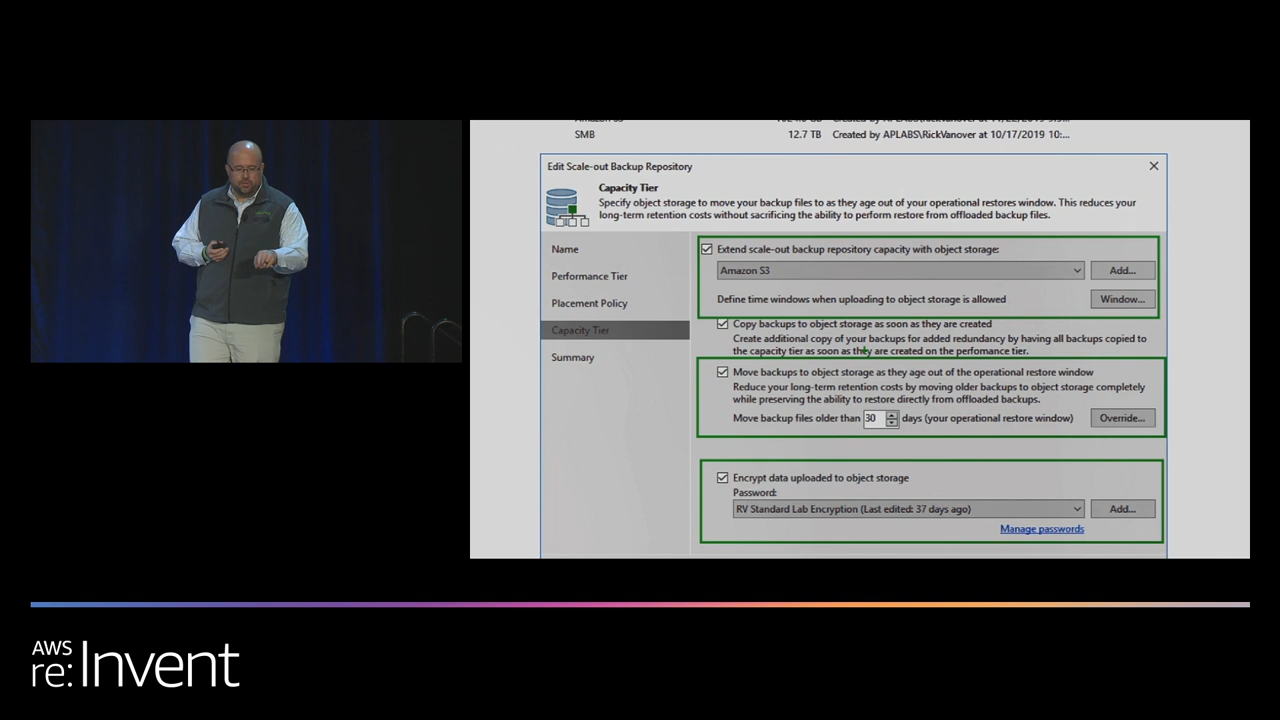 SMB 12.7 TB Created by APLABS\RickVanover at 10/17/2019 10:...
Edit Scale-out Backup Repository
Capacity Tier
Specify object storage to move your backup files to as they age out of your operational restores window. This reduces your
long-term retention costs without sacrificing the ability to perform restore from offloaded backup files.
Name
Performance Tier
Placement Policy
Capacity Tier
Summary
Extend scale-out backup repository capacity with object storage:
Amazon S3
Add...
Define time windows when uploading to object storage is allowed
Window...
Copy backups to object storage as soon as they are created
Create additional copy of your backups for added redundancy by having all backups copied to
the capacity tier as soon as they are created on the perfomance tier.
Move backups to object storage as they age out of the operational restore window
Reduce your long-term retention costs by moving older backups to object storage completely
while preserving the ability to restore directly from offloaded backups.
Move backup files older than 30 days (your operational restore window)
Override...
Encrypt data uploaded to object storage
Password:
RV Standard Lab Encryption (Last edited: 37 days ago)
Add...
Manage passwords
AWS
re:Invent